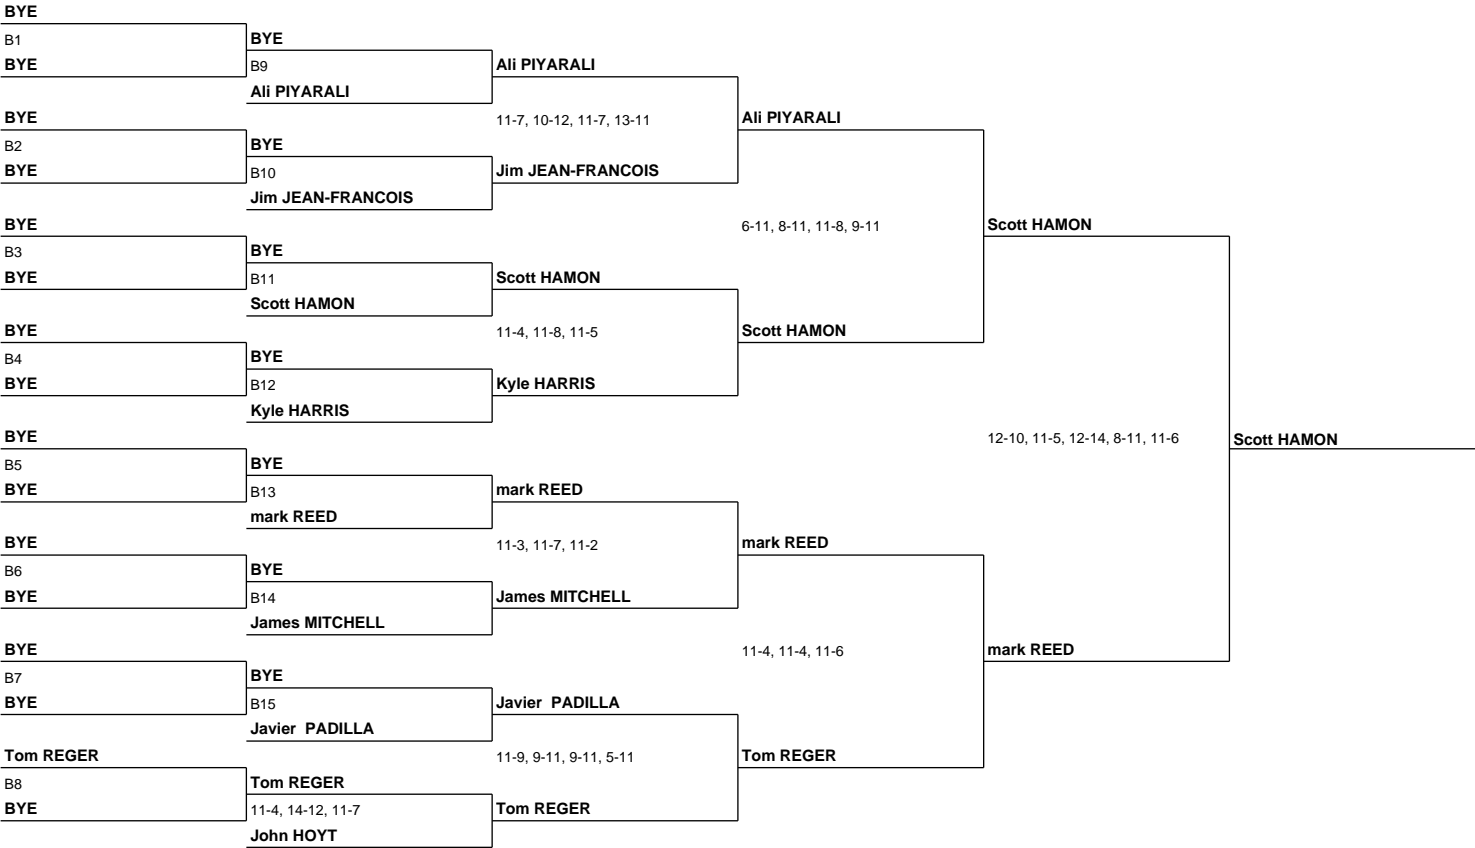 BYE
B1
BYE
BYE
B9
Ali PIYARALI
Ali PIYARALI
BYE
B2
BYE
BYE
B10
Jim JEAN-FRANCOIS
11-7, 10-12, 11-7, 13-11
Jim JEAN-FRANCOIS
Ali PIYARALI
BYE
B3
BYE
BYE
B11
Scott HAMON
Scott HAMON
BYE
B4
BYE
BYE
B12
Kyle HARRIS
11-4, 11-8, 11-5
Kyle HARRIS
6-11, 8-11, 11-8, 9-11
Scott HAMON
Scott HAMON
BYE
B5
BYE
BYE
B13
mark REED
mark REED
BYE
B6
BYE
BYE
B14
James MITCHELL
11-3, 11-7, 11-2
James MITCHELL
mark REED
BYE
B7
BYE
BYE
B15
Javier  PADILLA
Javier  PADILLA
Tom REGER
B8
BYE
Tom REGER
11-4, 14-12, 11-7
John HOYT
11-9, 9-11, 9-11, 5-11
Tom REGER
11-4, 11-4, 11-6
Tom REGER
mark REED
12-10, 11-5, 12-14, 8-11, 11-6
Scott HAMON